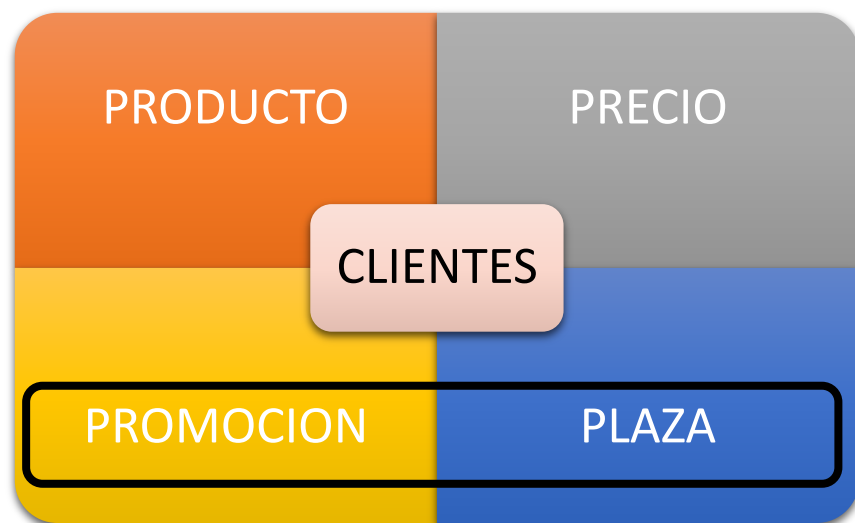 PRODUCTO
PRECIO
CLIENTES
PROMOCION
PLAZA